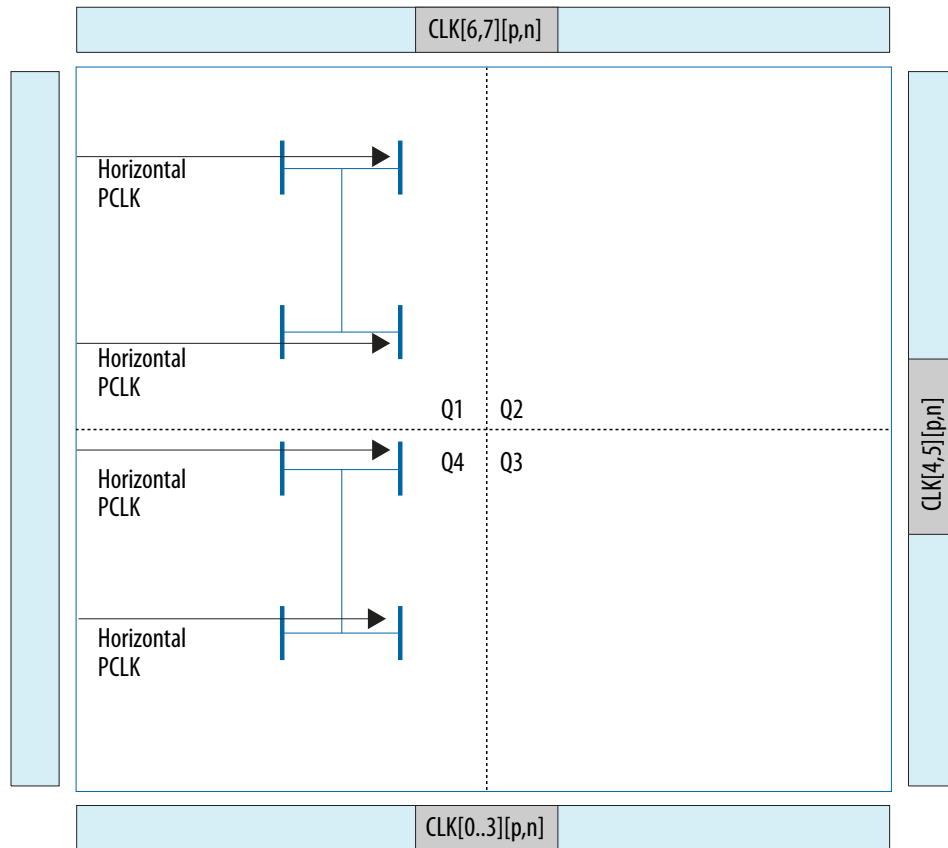 CLK[6,7][p,n]
Horizontal
PCLK
Horizontal
PCLK
Q1
Q2
Q4
Q3
Horizontal
PCLK
CLK[4,5][p,n]
Horizontal
PCLK
CLK[0..3][p,n]